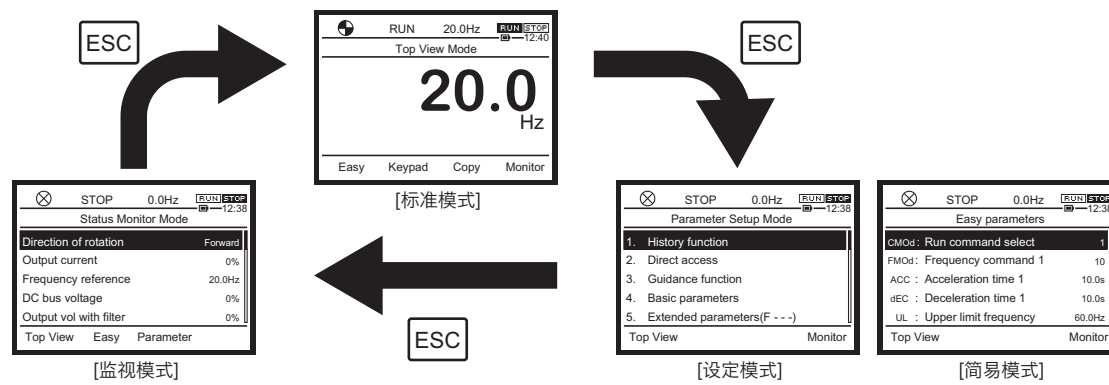 ESC
RUN 20.0Hz RUN STOP
12:40
Top View Mode
20.0
Hz
Easy Keypad Copy Monitor
[标准模式]
ESC
STOP 0.0Hz RUN STOP
12:38
Status Monitor Mode
Direction of rotation Forward
Output current 0%
Frequency reference 20.0Hz
DC bus voltage 0%
Output vol with filter 0%
Top View Easy Parameter
[监视模式]
ESC
STOP 0.0Hz RUN STOP
12:38
Parameter Setup Mode
1. History function
2. Direct access
3. Guidance function
4. Basic parameters
5. Extended parameters(F - - -)
Top View Monitor
[设定模式]
STOP 0.0Hz RUN STOP
12:38
Easy parameters
CMOd : Run command select 1
FMOd : Frequency command 1 10
ACC : Acceleration time 1 10.0s
dEC : Deceleration time 1 10.0s
UL : Upper limit frequency 60.0Hz
Top View Monitor
[简易模式]